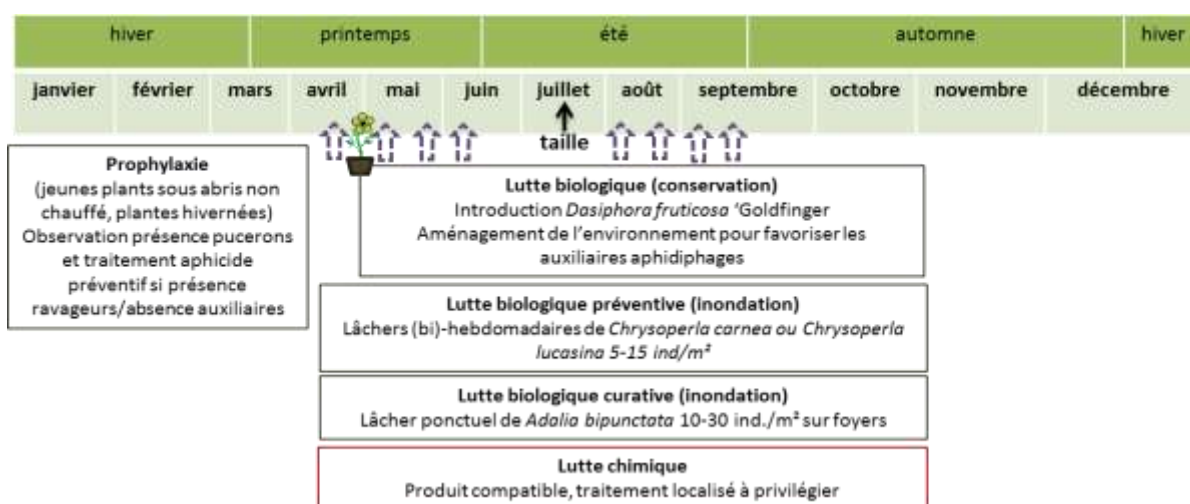 hiver printemps été automne hiver
janvier février mars avril mai juin juillet août septembre octobre novembre décembre
taille
Prophylaxie
(jeunes plants sous abris non
chauffé, plantes hivernées)
Observation présence pucerons
et traitement aphicide
préventif si présence
ravageurs/absence auxiliaires
Lutte biologique (conservation)
Introduction Dasiphora fruticosa ‘Goldfinger
Aménagement de l’environnement pour favoriser les
auxiliaires aphidiphages
Lutte biologique préventive (inondation)
Lâchers (bi)-hebdomadaires de Chrysoperla carnea ou Chrysoperla
lucasina 5-15 ind/m²
Lutte biologique curative (inondation)
Lâcher ponctuel de Adalia bipunctata 10-30 ind./m² sur foyers
Lutte chimique
Produit compatible, traitement localisé à privilégier